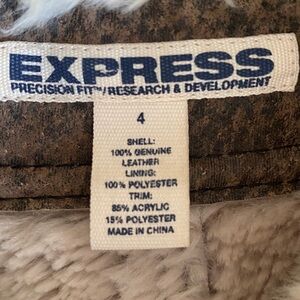 EXPRESS
PRECISION FIT™/RESEARCH & DEVELOPMENT
4
SHELL:
100% GENUINE
LEATHER
LINING:
100% POLYESTER
TRIM:
85% ACRYLIC
15% POLYESTER
MADE IN CHINA